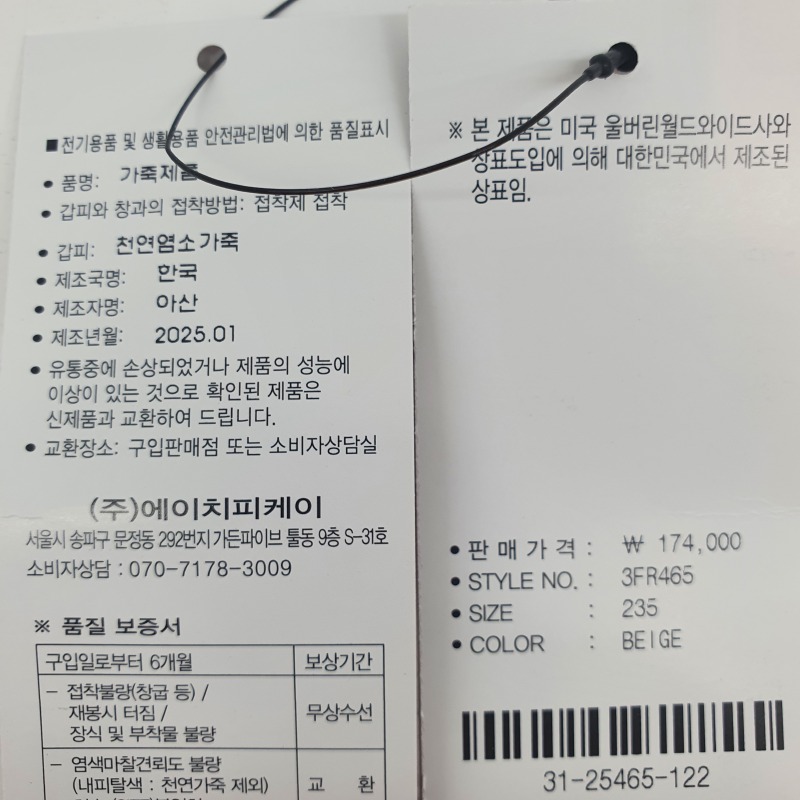 ■ 전기용품 및 생활용품 안전관리법에 의한 품질표시
● 품명: 가죽제품
● 갑피와 창과의 접착방법: 접착제 접착
● 갑피: 천연염소가죽
● 제조국명: 한국
● 제조자명: 아산
● 제조년월: 2025.01
● 유통중에 손상되었거나 제품의 성능에
이상이 있는 것으로 확인된 제품은
신제품과 교환하여 드립니다.
● 교환장소: 구입판매점 또는 소비자상담실
(주)에이치피케이
서울시 송파구 문정동 292번지 가든파이브 툴동 9층 S-31호
소비자상담 : 070-7178-3009
※ 품질 보증서
구입일로부터 6개월 보상기간
- 접착불량(창굽 등) /
재봉시 터짐 /
장식 및 부착물 불량
무상수선
- 염색마찰견뢰도 불량
(내피탈색 : 천연가죽 제외)
교 환
※ 본 제품은 미국 울버린월드와이드사와
상표도입에 의해 대한민국에서 제조된
상표임.
● 판매가격 : ₩ 174,000
● STYLE NO. : 3FR465
● SIZE : 235
● COLOR : BEIGE
31-25465-122